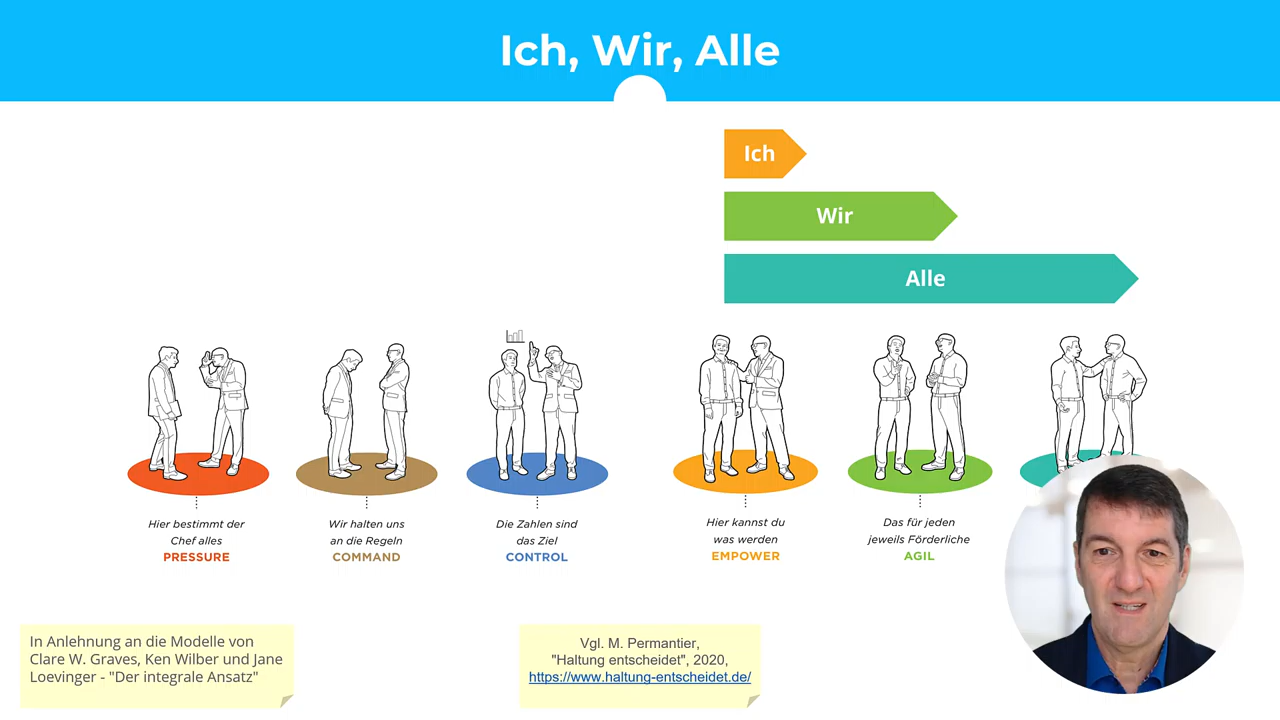 Ich, Wir, Alle
Ich
Wir
Alle
Hier bestimmt der
Chef alles
PRESSURE
Wir halten uns
an die Regeln
COMMAND
Die Zahlen sind
das Ziel
CONTROL
Hier kannst du
was werden
EMPOWER
Das für jeden
jeweils Förderliche
AGIL
In Anlehnung an die Modelle von
Clare W. Graves, Ken Wilber und Jane
Loevinger - "Der integrale Ansatz"
Vgl. M. Permantier,
"Haltung entscheidet", 2020,
https://www.haltung-entscheidet.de/